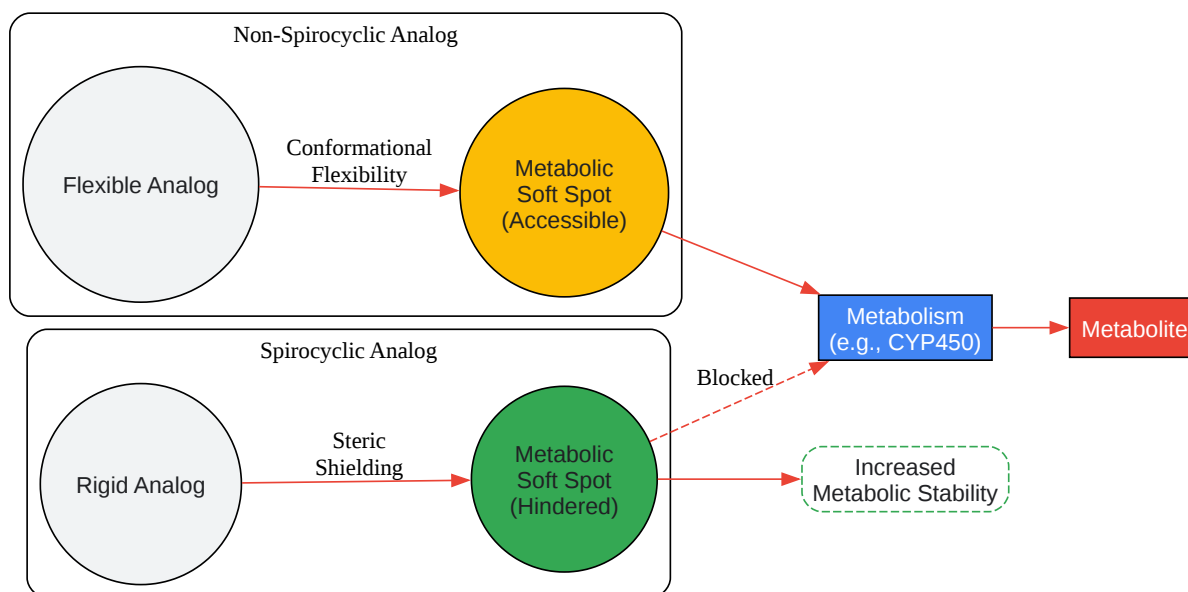 Non-Spirocyclic Analog
Flexible Analog
Conformational
Flexibility
Metabolic
Soft Spot
(Accessible)
Metabolism
(e.g., CYP450)
Metabolite
Spirocyclic Analog
Rigid Analog
Steric
Shielding
Metabolic
Soft Spot
(Hindered)
Blocked
Increased
Metabolic Stability